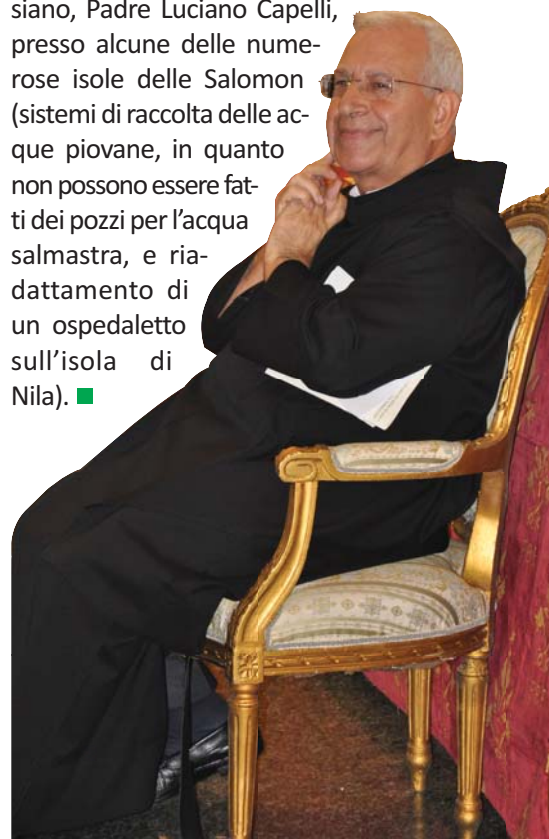 siano, Padre Luciano Capelli,
presso alcune delle nume-
rose isole delle Salomon
(sistemi di raccolta delle ac-
que piovane, in quanto
non possono essere fat-
ti dei pozzi per l’acqua
salmastra, e ria-
dattamento di
un ospedaletto
sull’isola di
Nila).